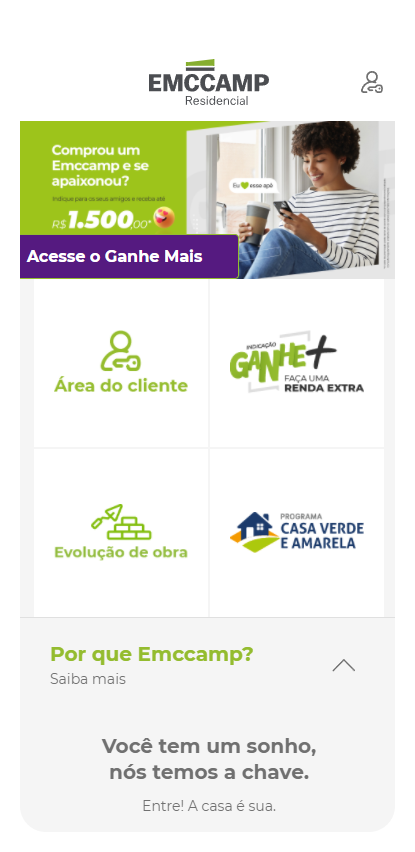 EMCCAMP
Residencial
Comprou um
Emccamp e se
apaixonou?
Indique para os seus amigos e receba até
R$ 1.500,00*
Eu esse apê
Acesse o Ganhe Mais
Área do cliente
INDICAÇÃO
GANHE+
FAÇA UMA
RENDA EXTRA
Evolução de obra
PROGRAMA
CASA VERDE
E AMARELA
Por que Emccamp?
Saiba mais
Você tem um sonho,
nós temos a chave.
Entre! A casa é sua.